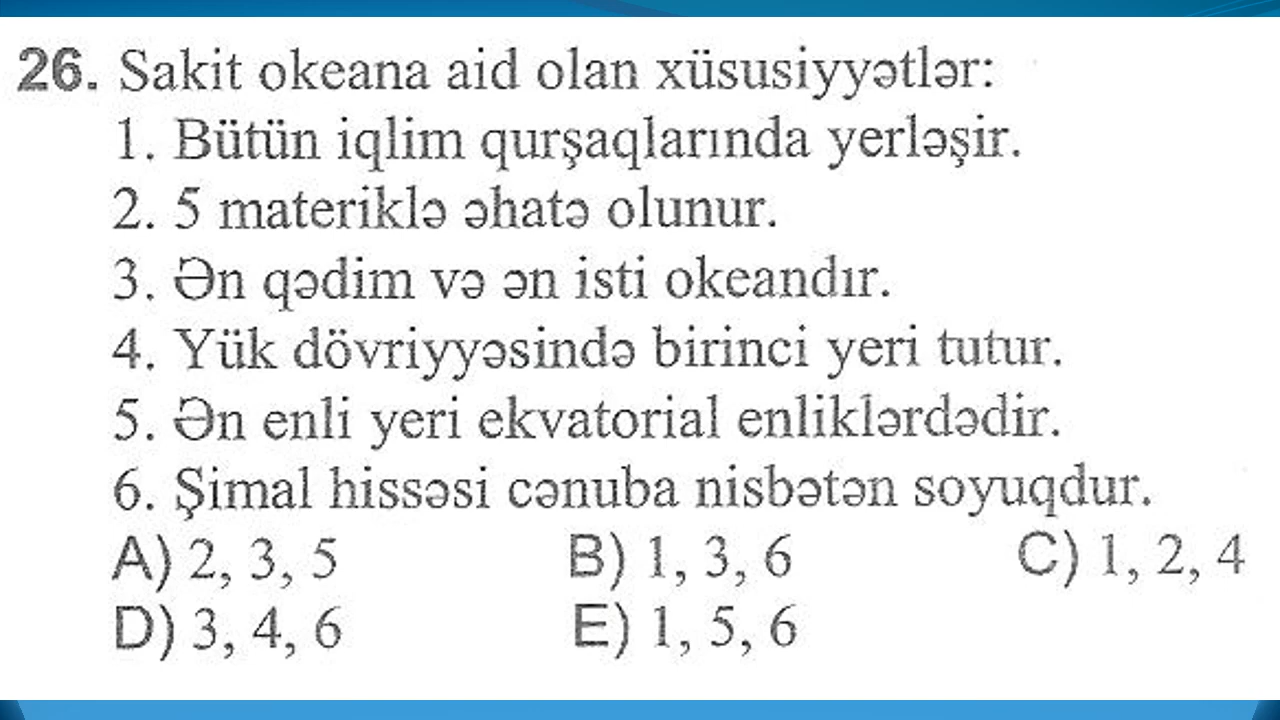 26. Sakit okeana aid olan xüsusiyyətlər:
1. Bütün iqlim qurşaqlarında yerləşir.
2. 5 materiklə əhatə olunur.
3. Ən qədim və ən isti okeandır.
4. Yük dövriyyəsində birinci yeri tutur.
5. Ən enli yeri ekvatorial enliklərdədir.
6. Şimal hissəsi cənuba nisbətən soyuqdur.
A) 2, 3, 5 B) 1, 3, 6 C) 1, 2, 4
D) 3, 4, 6 E) 1, 5, 6